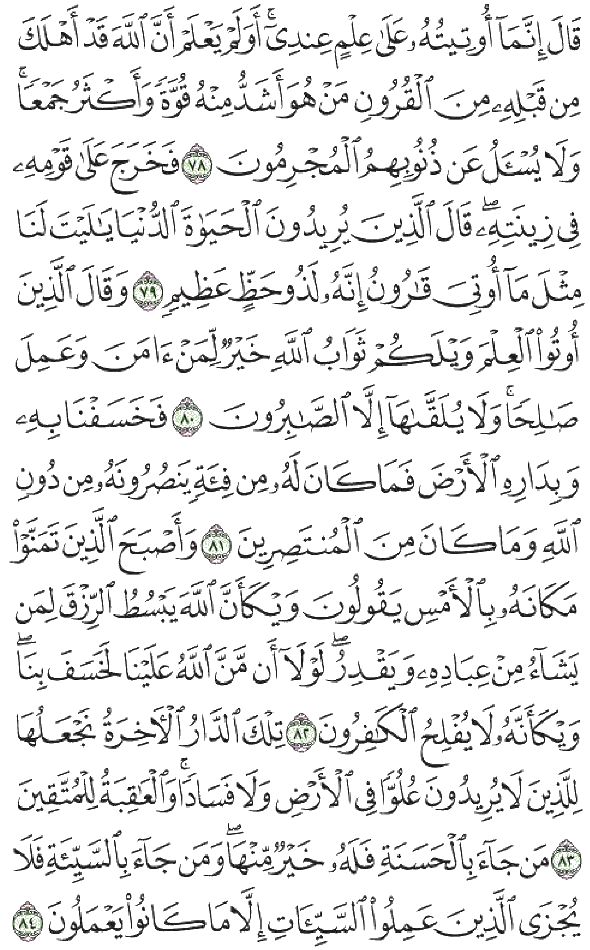 قَالَ إِنَّمَآ أُوتِيتُهُۥ عَلَىٰ عِلْمٍ عِندِىٓ ۚ أَوَلَمْ يَعْلَمْ أَنَّ ٱللَّهَ قَدْ أَهْلَكَ
مِن قَبْلِهِۦ مِنَ ٱلْقُرُونِ مَنْ هُوَ أَشَدُّ مِنْهُ قُوَّةً وَأَكْثَرُ جَمْعًا ۚ
وَلَا يُسْـَٔلُ عَن ذُنُوبِهِمُ ٱلْمُجْرِمُونَ ٧٨ فَخَرَجَ عَلَىٰ قَوْمِهِۦ
فِى زِينَتِهِۦ ۖ قَالَ ٱلَّذِينَ يُرِيدُونَ ٱلْحَيَوٰةَ ٱلدُّنْيَا يَـٰلَيْتَ لَنَا
مِثْلَ مَآ أُوتِىَ قَـٰرُونُ إِنَّهُۥ لَذُو حَظٍّ عَظِيمٍ ٧٩ وَقَالَ ٱلَّذِينَ
أُوتُوا۟ ٱلْعِلْمَ وَيْلَكُمْ ثَوَابُ ٱللَّهِ خَيْرٌ لِّمَنْ ءَامَنَ وَعَمِلَ
صَـٰلِحًا ۚ وَلَا يُلَقَّىٰهَآ إِلَّا ٱلصَّـٰبِرُونَ ٨٠ فَخَسَفْنَا بِهِۦ
وَبِدَارِهِ ٱلْأَرْضَ فَمَا كَانَ لَهُۥ مِن فِئَةٍ يَنصُرُونَهُۥ مِن دُونِ
ٱللَّهِ وَمَا كَانَ مِنَ ٱلْمُنتَصِرِينَ ٨١ وَأَصْبَحَ ٱلَّذِينَ تَمَنَّوْا۟
مَكَانَهُۥ بِٱلْأَمْسِ يَقُولُونَ وَيْكَأَنَّ ٱللَّهَ يَبْسُطُ ٱلرِّزْقَ لِمَن
يَشَآءُ مِنْ عِبَادِهِۦ وَيَقْدِرُ ۖ لَوْلَآ أَن مَّنَّ ٱللَّهُ عَلَيْنَا لَخَسَفَ بِنَا ۖ
وَيْكَأَنَّهُۥ لَا يُفْلِحُ ٱلْكَـٰفِرُونَ ٨٢ تِلْكَ ٱلدَّارُ ٱلْـَٔاخِرَةُ نَجْعَلُهَا
لِلَّذِينَ لَا يُرِيدُونَ عُلُوًّا فِى ٱلْأَرْضِ وَلَا فَسَادًا ۚ وَٱلْعَـٰقِبَةُ لِلْمُتَّقِينَ
٨٣ مَن جَآءَ بِٱلْحَسَنَةِ فَلَهُۥ خَيْرٌ مِّنْهَا ۖ وَمَن جَآءَ بِٱلسَّيِّئَةِ فَلَا
يُجْزَى ٱلَّذِينَ عَمِلُوا۟ ٱلسَّيِّـَٔاتِ إِلَّا مَا كَانُوا۟ يَعْمَلُونَ ٨٤